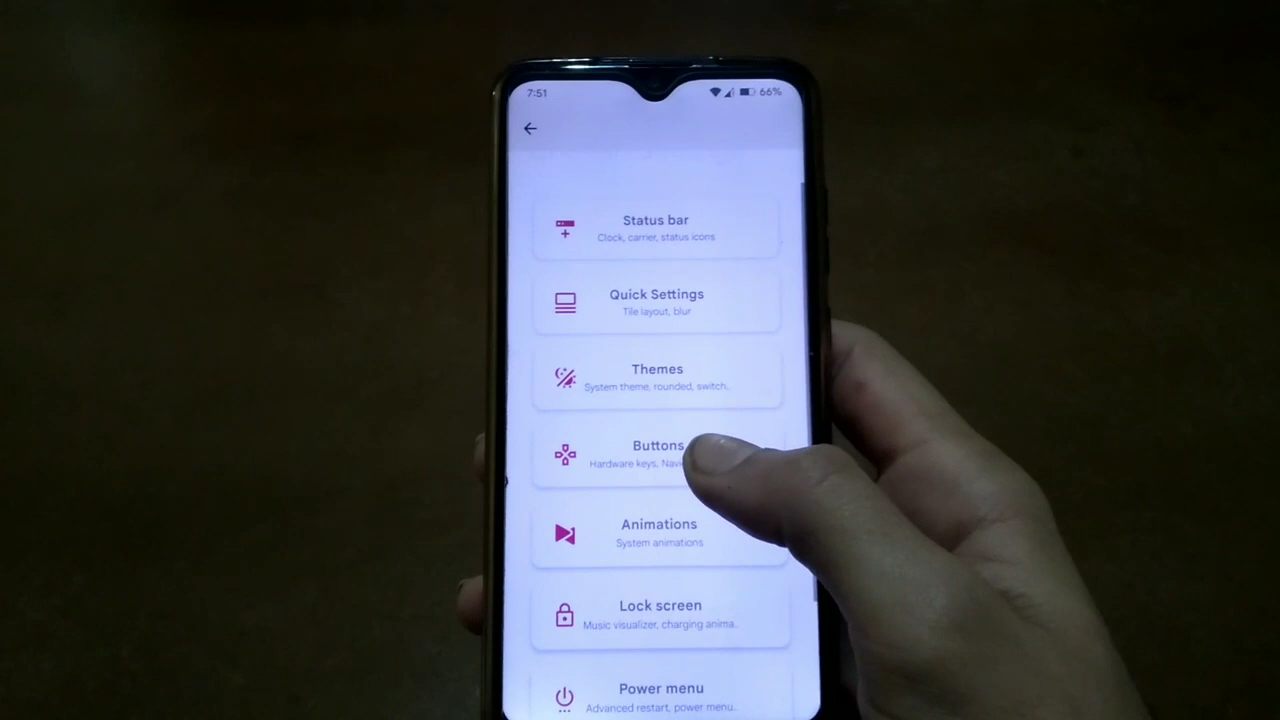 7:51
66%
Status bar
Clock, carrier, status icons
Quick Settings
Tile layout, blur
Themes
System theme, rounded, switch..
Buttons
Hardware keys,
Animations
System animations
Lock screen
Music visualizer, charging anima..
Power menu
Advanced restart, power menu..